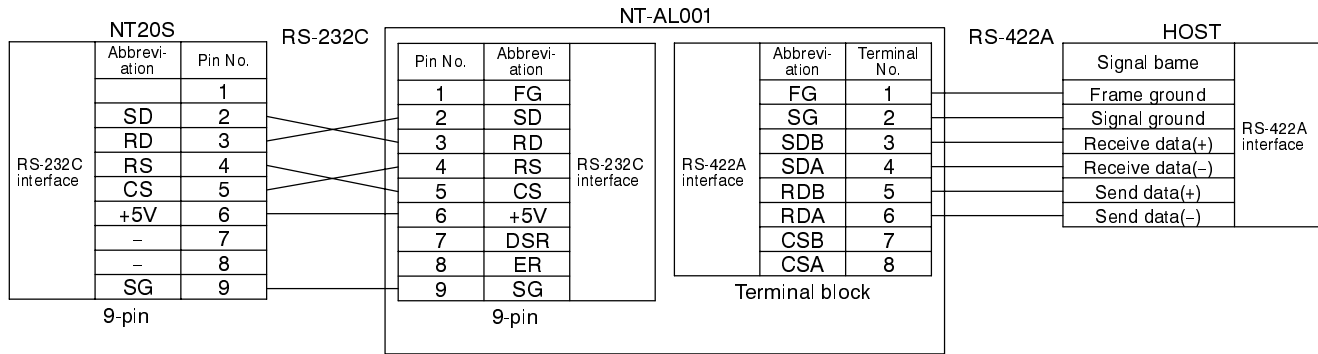 NT-AL001
NT20S
RS-232C
RS-422A
HOST
RS-232C
interface
Abbrevi-
ation
Pin No.
1
SD 2
RD 3
RS 4
CS 5
+5V 6
– 7
– 8
SG 9
9-pin
Pin No.
Abbrevi-
ation
1 FG
2 SD
3 RD
4 RS
5 CS
6 +5V
7 DSR
8 ER
9 SG
RS-232C
interface
9-pin
RS-422A
interface
Abbrevi-
ation
Terminal
No.
FG 1
SG 2
SDB 3
SDA 4
RDB 5
RDA 6
CSB 7
CSA 8
Terminal block
Signal bame
Frame ground
Signal ground
Receive data(+)
Receive data(–)
Send data(+)
Send data(–)
RS-422A
interface